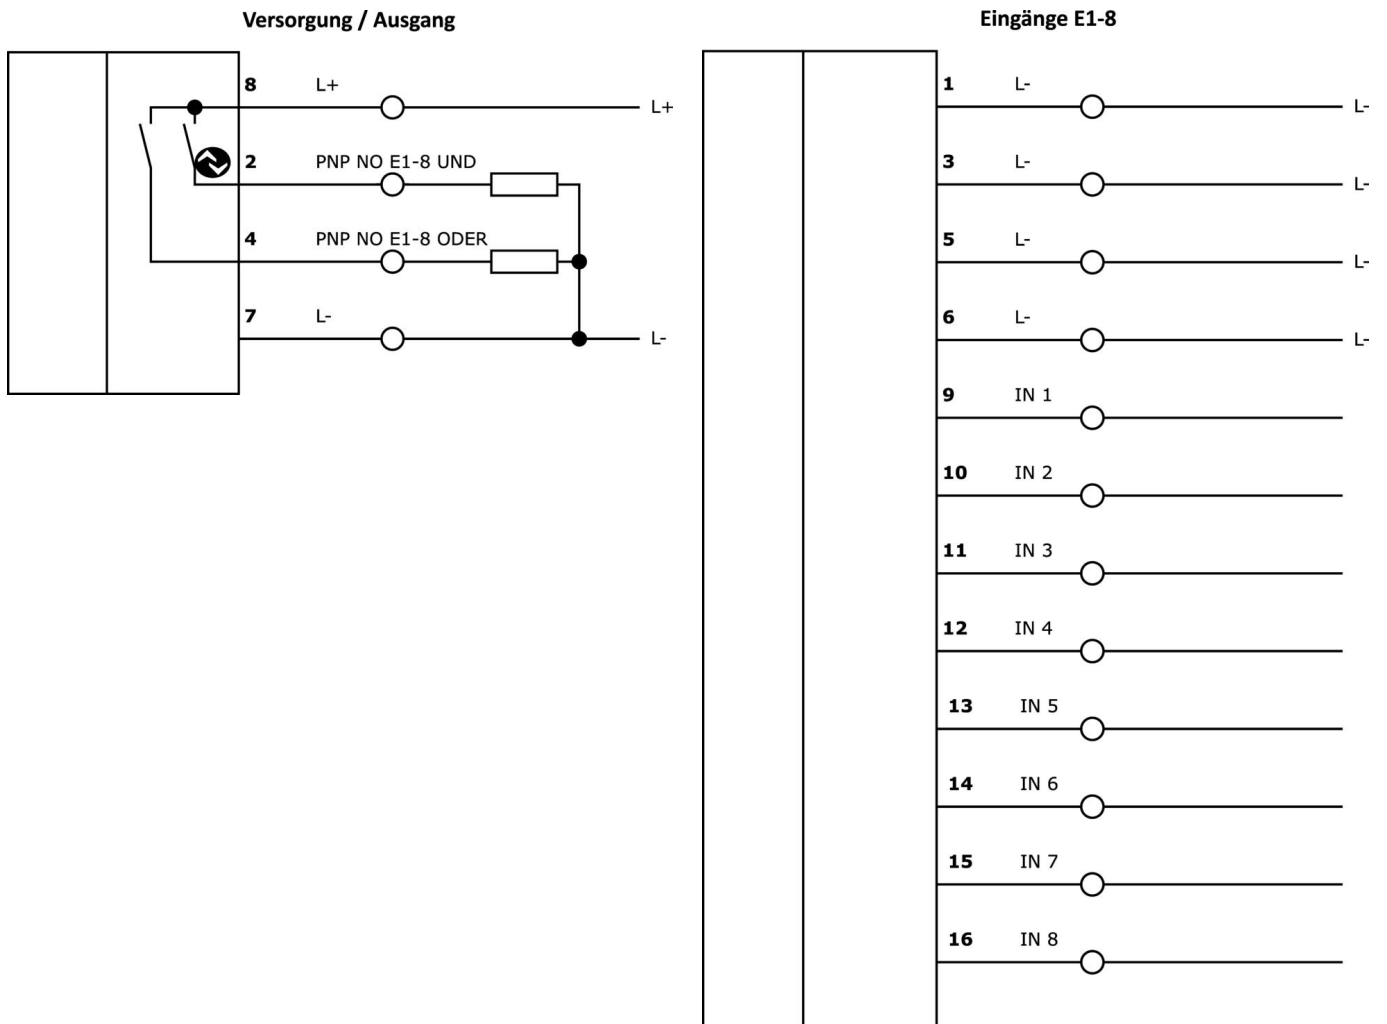 Versorgung / Ausgang
8 L+
L+
2 PNP NO E1-8 UND
4 PNP NO E1-8 ODER
7 L-
L-
Eingänge E1-8
1 L-
L-
3 L-
L-
5 L-
L-
6 L-
L-
9 IN 1
10 IN 2
11 IN 3
12 IN 4
13 IN 5
14 IN 6
15 IN 7
16 IN 8